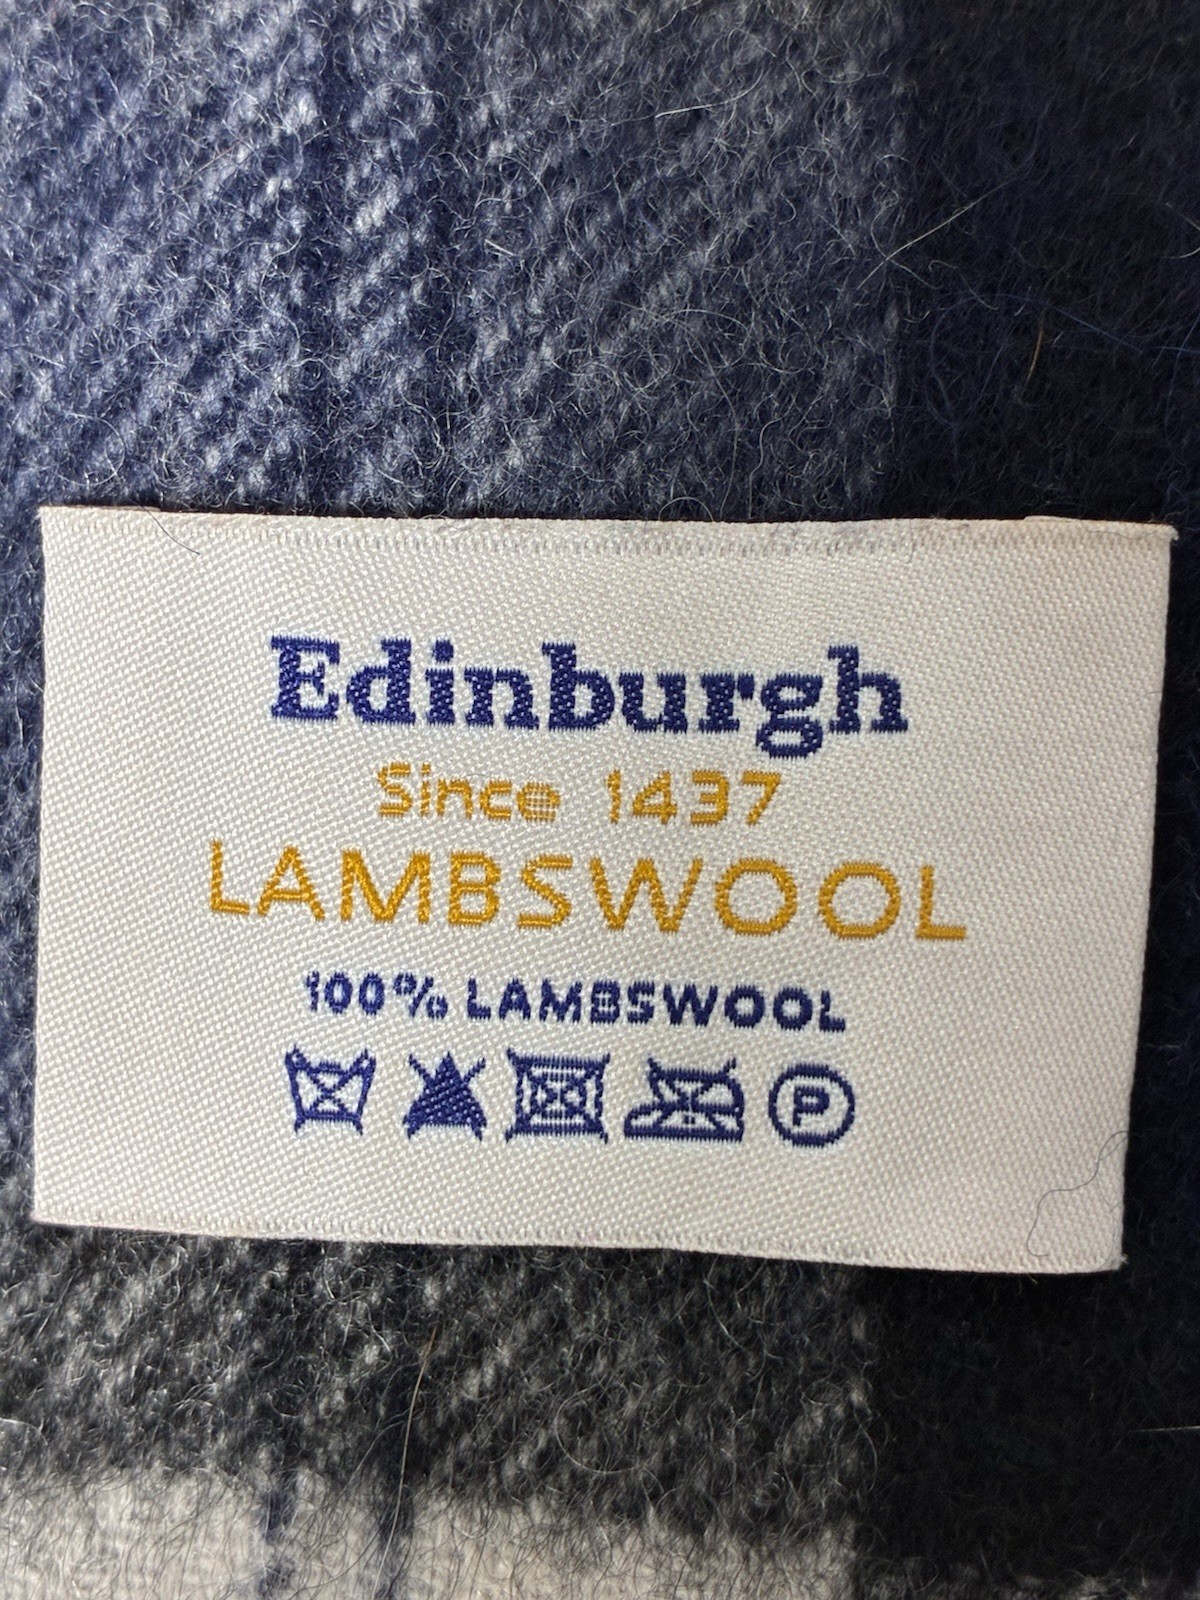 Edinburgh
Since 1437
LAMBSWOOL
100% LAMBSWOOL
P